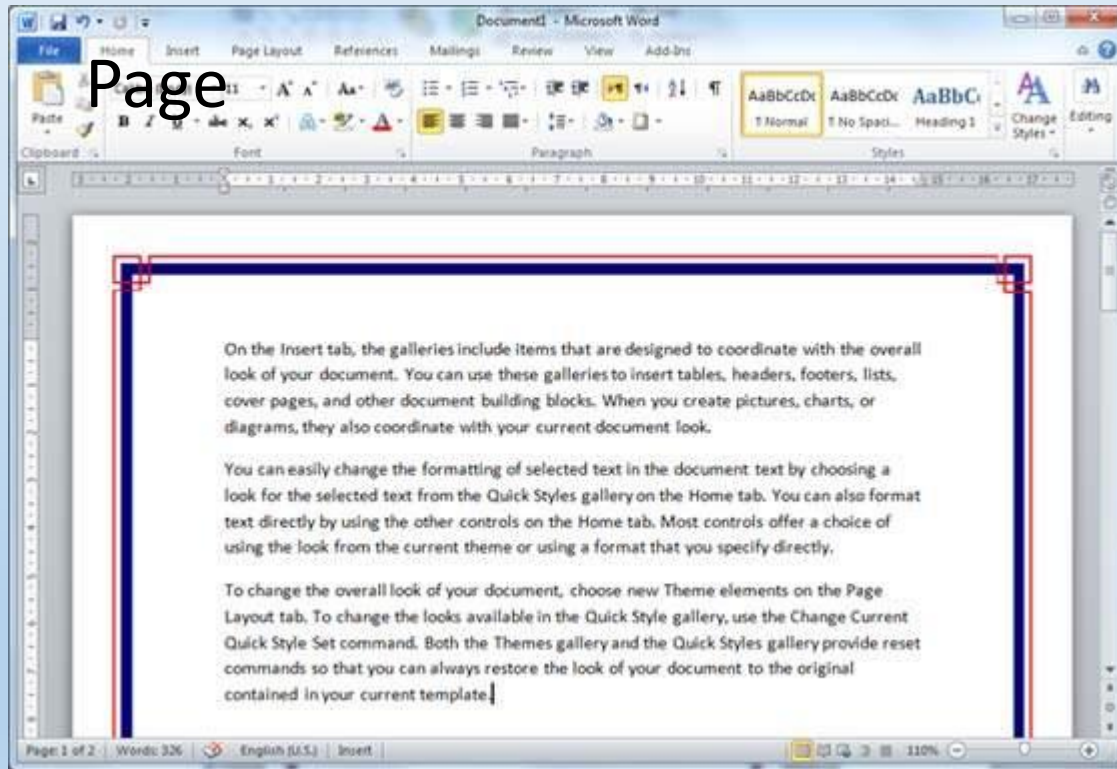 Document1 - Microsoft Word
File Home Insert Page Layout References Mailings Review View Add-Ins
Page
11
Paste
AaBbCcDc AaBbCcDc AaBbC
¶ Normal ¶ No Spaci... Heading 1
Change Styles
Editing
Clipboard Font Paragraph Styles
On the Insert tab, the galleries include items that are designed to coordinate with the overall
look of your document. You can use these galleries to insert tables, headers, footers, lists,
cover pages, and other document building blocks. When you create pictures, charts, or
diagrams, they also coordinate with your current document look.
You can easily change the formatting of selected text in the document text by choosing a
look for the selected text from the Quick Styles gallery on the Home tab. You can also format
text directly by using the other controls on the Home tab. Most controls offer a choice of
using the look from the current theme or using a format that you specify directly.
To change the overall look of your document, choose new Theme elements on the Page
Layout tab. To change the looks available in the Quick Style gallery, use the Change Current
Quick Style Set command. Both the Themes gallery and the Quick Styles gallery provide reset
commands so that you can always restore the look of your document to the original
contained in your current template.
Page: 1 of 2 Words: 326 English (U.S.) Insert 110%